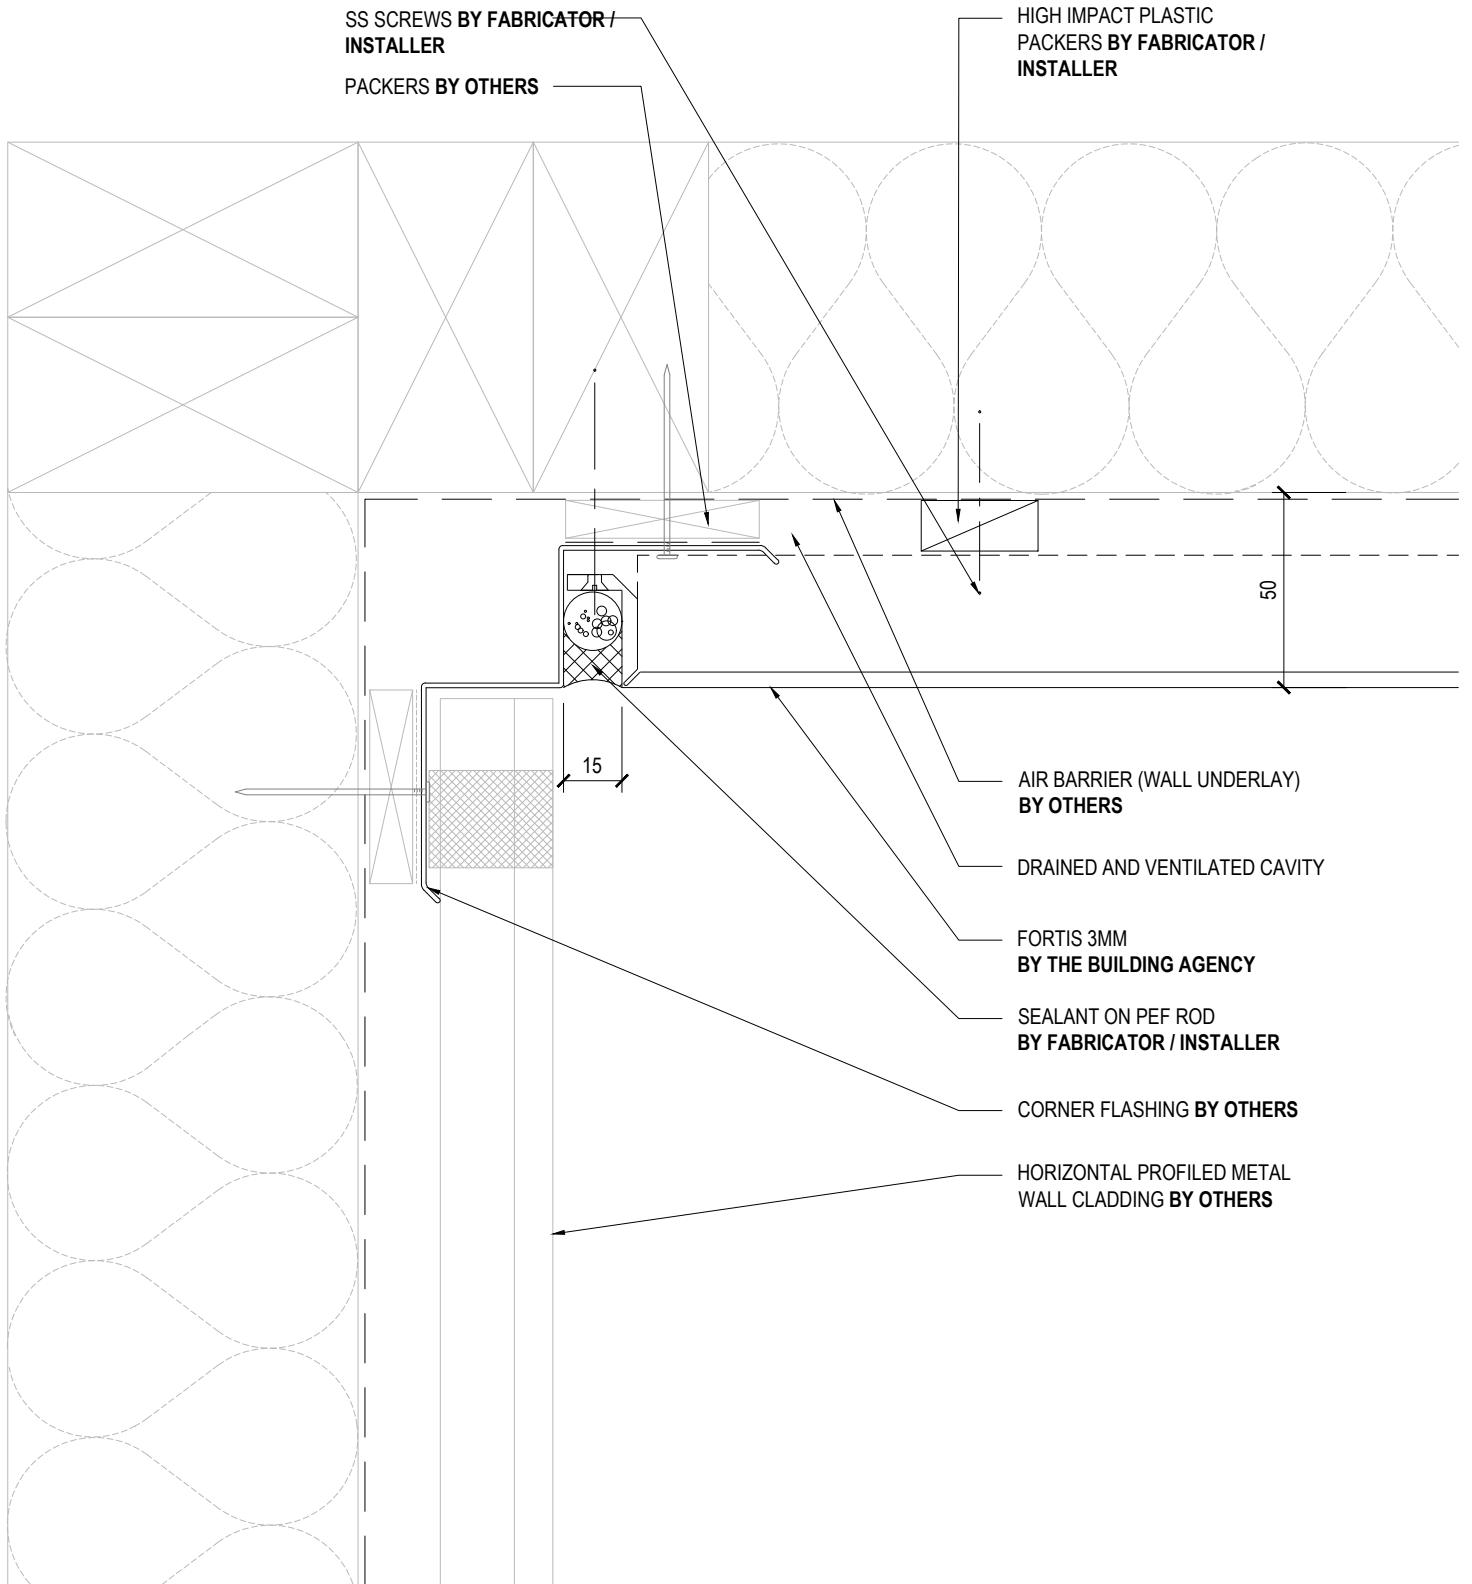 SS SCREWS BY FABRICATOR /
INSTALLER
PACKERS BY OTHERS
HIGH IMPACT PLASTIC
PACKERS BY FABRICATOR /
INSTALLER
50
15
AIR BARRIER (WALL UNDERLAY)
BY OTHERS
DRAINED AND VENTILATED CAVITY
FORTIS 3MM
BY THE BUILDING AGENCY
SEALANT ON PEF ROD
BY FABRICATOR / INSTALLER
CORNER FLASHING BY OTHERS
HORIZONTAL PROFILED METAL
WALL CLADDING BY OTHERS